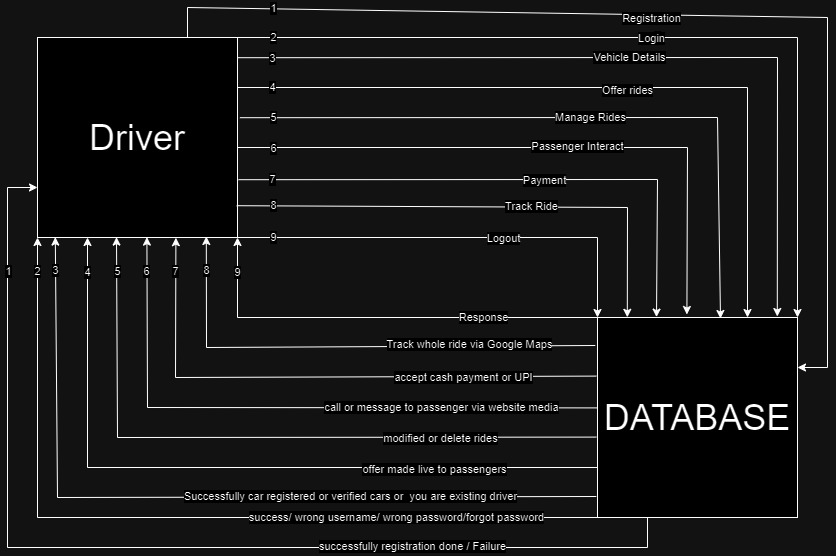 1
Registration
2
Login
3
Vehicle Details
4
Offer rides
5
Manage Rides
Driver
6
Passenger Interact
7
Payment
8
Track Ride
9
Logout
1
2
3
4
5
6
7
8
9
Response
Track whole ride via Google Maps
accept cash payment or UPI
call or message to passenger via website media
DATABASE
modified or delete rides
offer made live to passengers
Successfully car registered or verified cars or you are existing driver
success/ wrong username/ wrong password/forgot password
successfully registration done / Failure